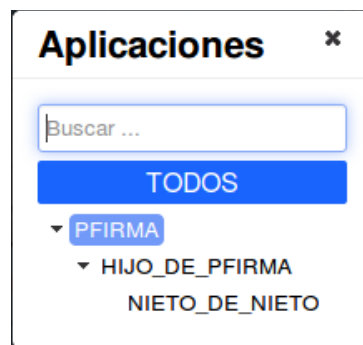 Aplicaciones
Buscar ...
TODOS
PFIRMA
HIJO_DE_PFIRMA
NIETO_DE_NIETO